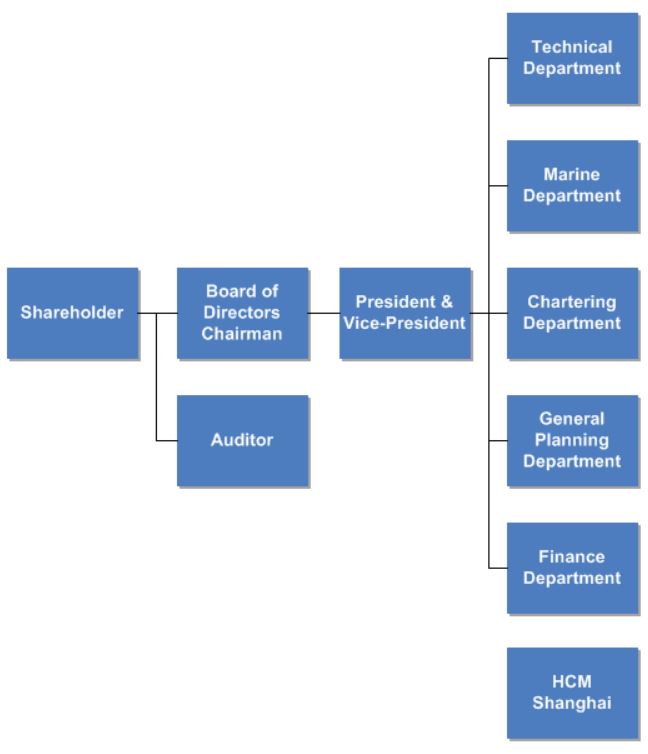 Shareholder
Board of
Directors
Chairman
Auditor
President &
Vice-President
Technical
Department
Marine
Department
Chartering
Department
General
Planning
Department
Finance
Department
HCM
Shanghai